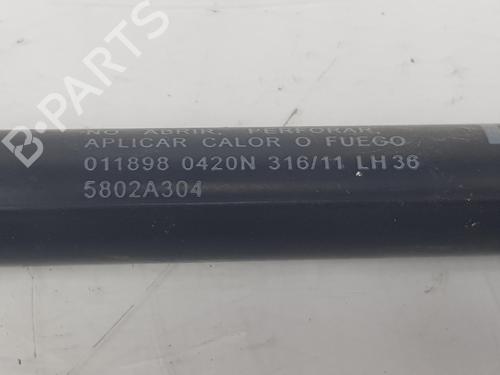 NO ABRIR, PERFORAR,
APLICAR CALOR O FUEGO
011898 0420N 316/11 LH36
5802A304
B-PARTS